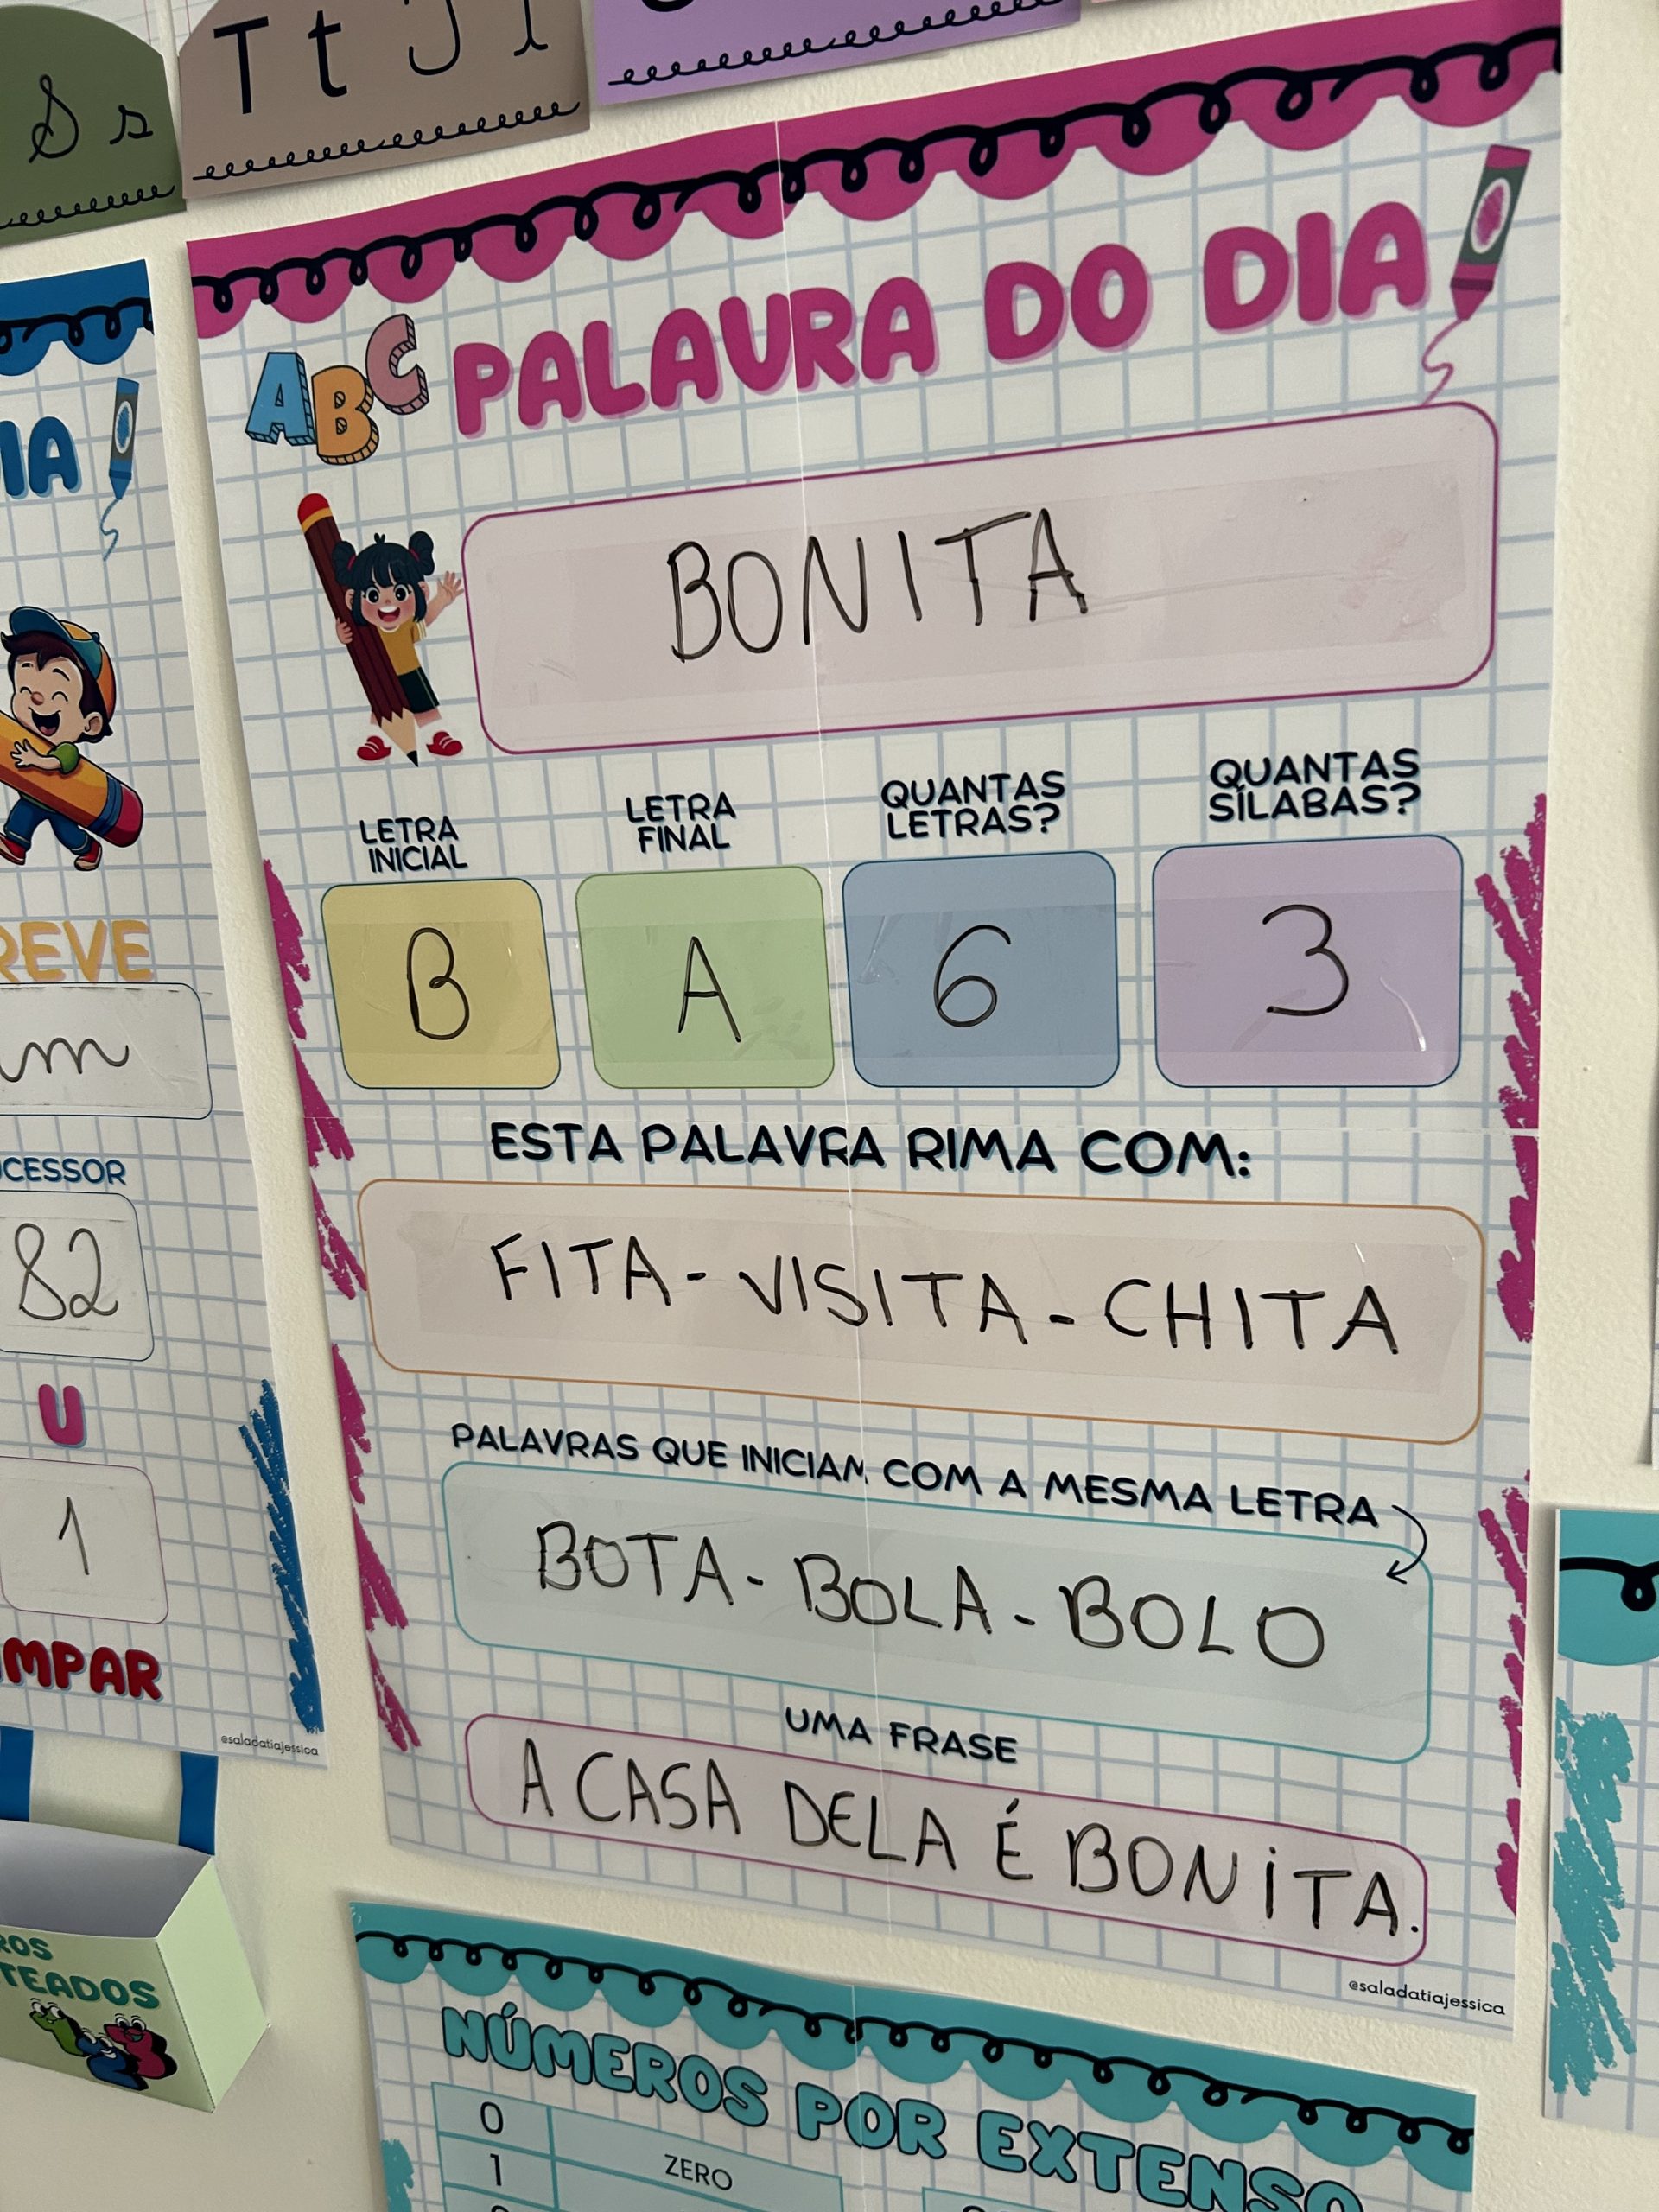 S s
T t
PALAVRA DO DIA
ABC
BONITA
LETRA
INICIAL
LETRA
FINAL
QUANTAS
LETRAS?
QUANTAS
SÍLABAS?
B
A
6
3
ESTA PALAVRA RIMA COM:
FITA - VISITA - CHITA
PALAVRAS QUE INICIAM COM A MESMA LETRA
BOTA - BOLA - BOLO
UMA FRASE
A CASA DELA É BONITA.
@saladatiajessica
IA
REVE
m
CESSOR
82
U
1
MPAR
@saladatiajessica
ROS
TEADOS
NÚMEROS POR EXTENSO
0 ZERO
1